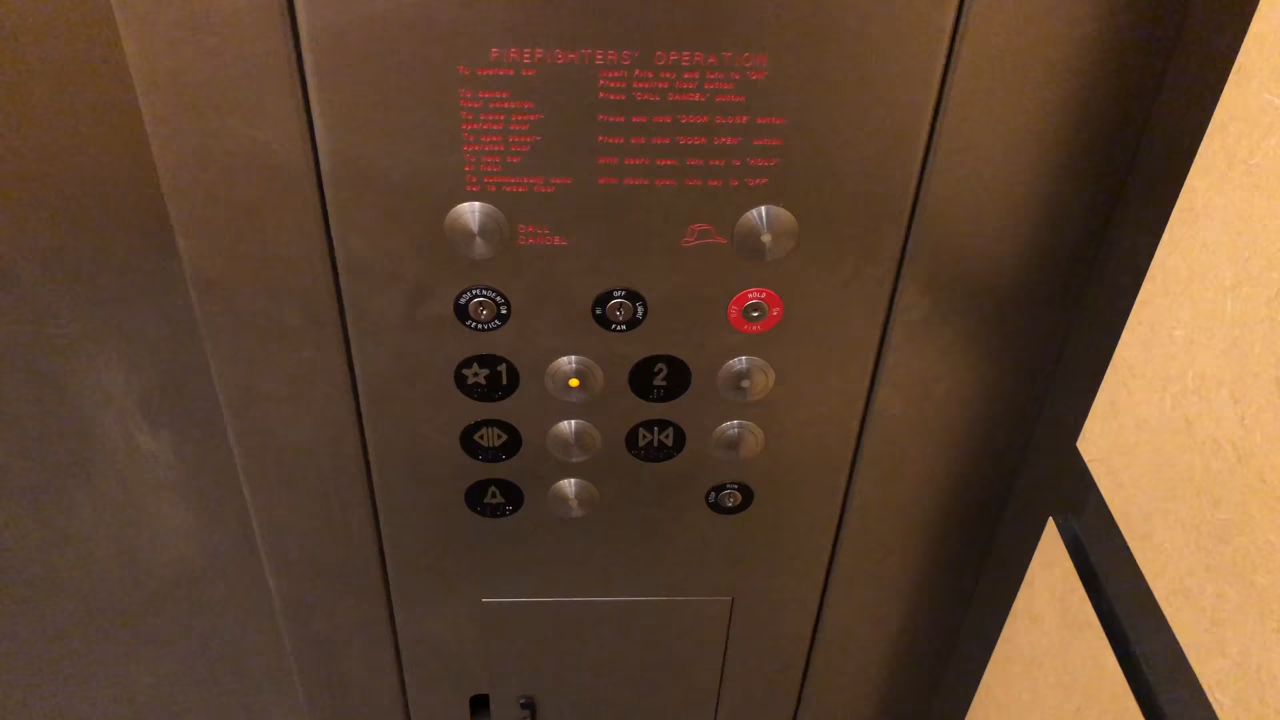 FIREFIGHTERS' OPERATION
To operate car
Insert Fire key and turn to "ON"
Press desired floor button
To cancel
floor selection
Press "CALL CANCEL" button
To close power-
operated door
Press and hold "DOOR CLOSE" button
To open power-
operated door
Press and hold "DOOR OPEN" button
To hold car
at floor
With doors open, turn key to "HOLD"
To automatically send
car to recall floor
With doors open, turn key to "OFF"
CALL
CANCEL
INDEPENDENT ON
SERVICE
OFF
HI LIGHT
FAN
HOLD
OFF ON
FIRE
★1
2
STOP RUN